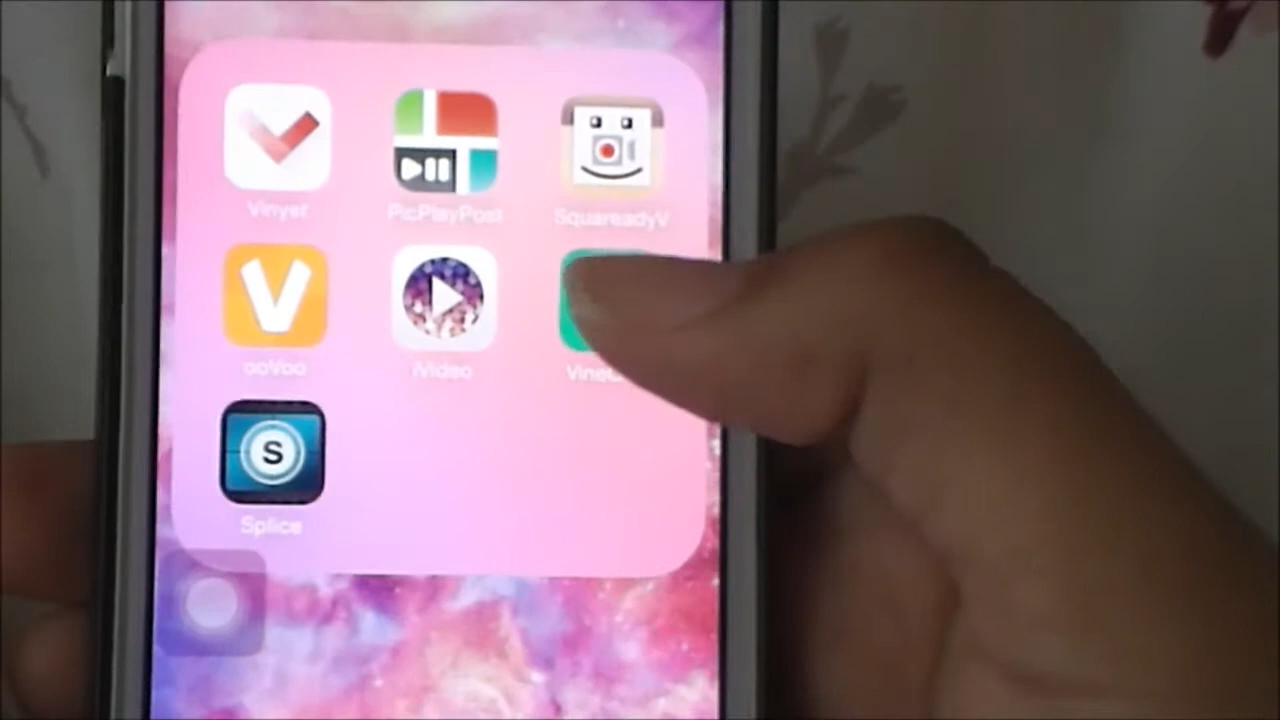 Vinyet
PicPlayPost
SquareadyV
ooVoo
iVideo
S
Splice